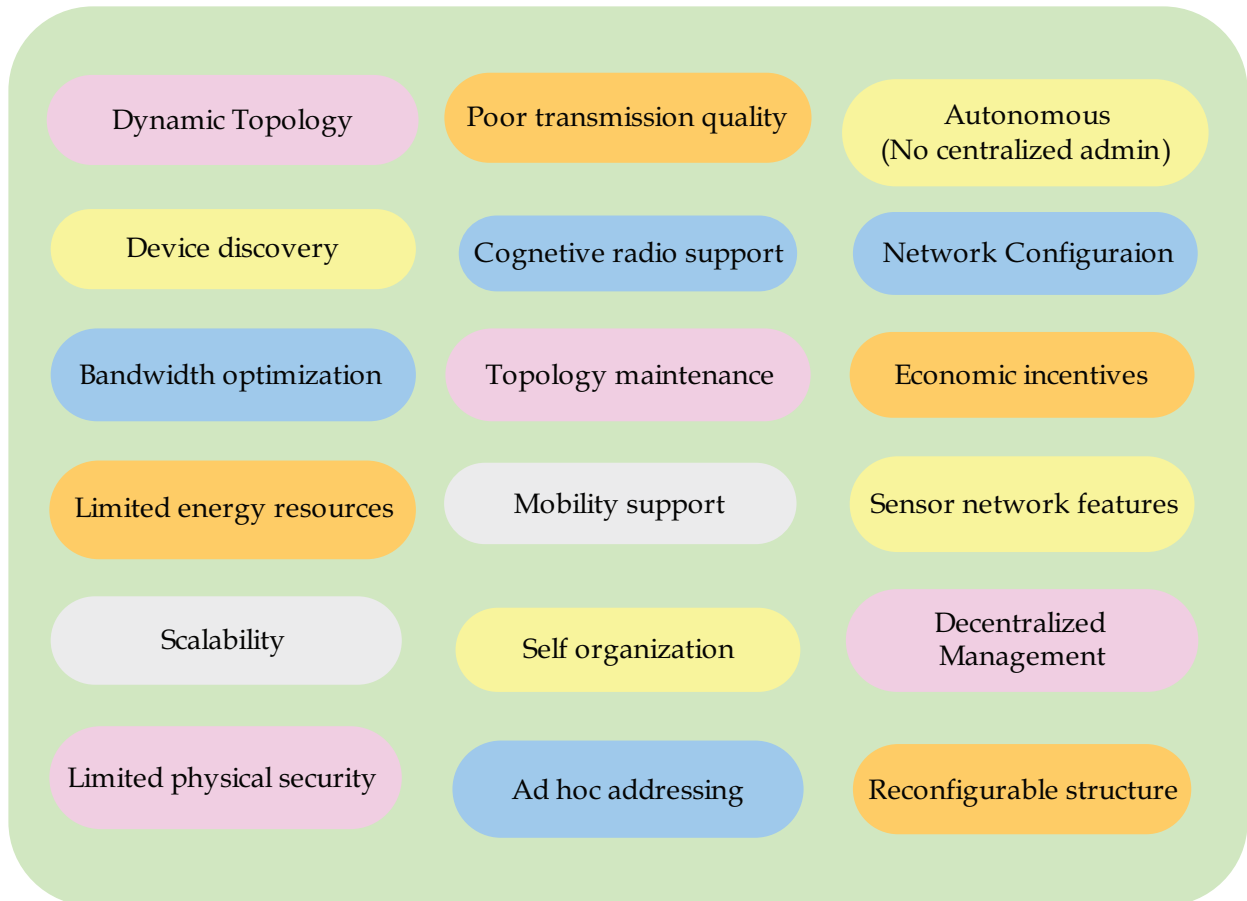 Dynamic Topology
Poor transmission quality
Autonomous
(No centralized admin)
Device discovery
Cognetive radio support
Network Configuraion
Bandwidth optimization
Topology maintenance
Economic incentives
Limited energy resources
Mobility support
Sensor network features
Scalability
Self organization
Decentralized
Management
Limited physical security
Ad hoc addressing
Reconfigurable structure